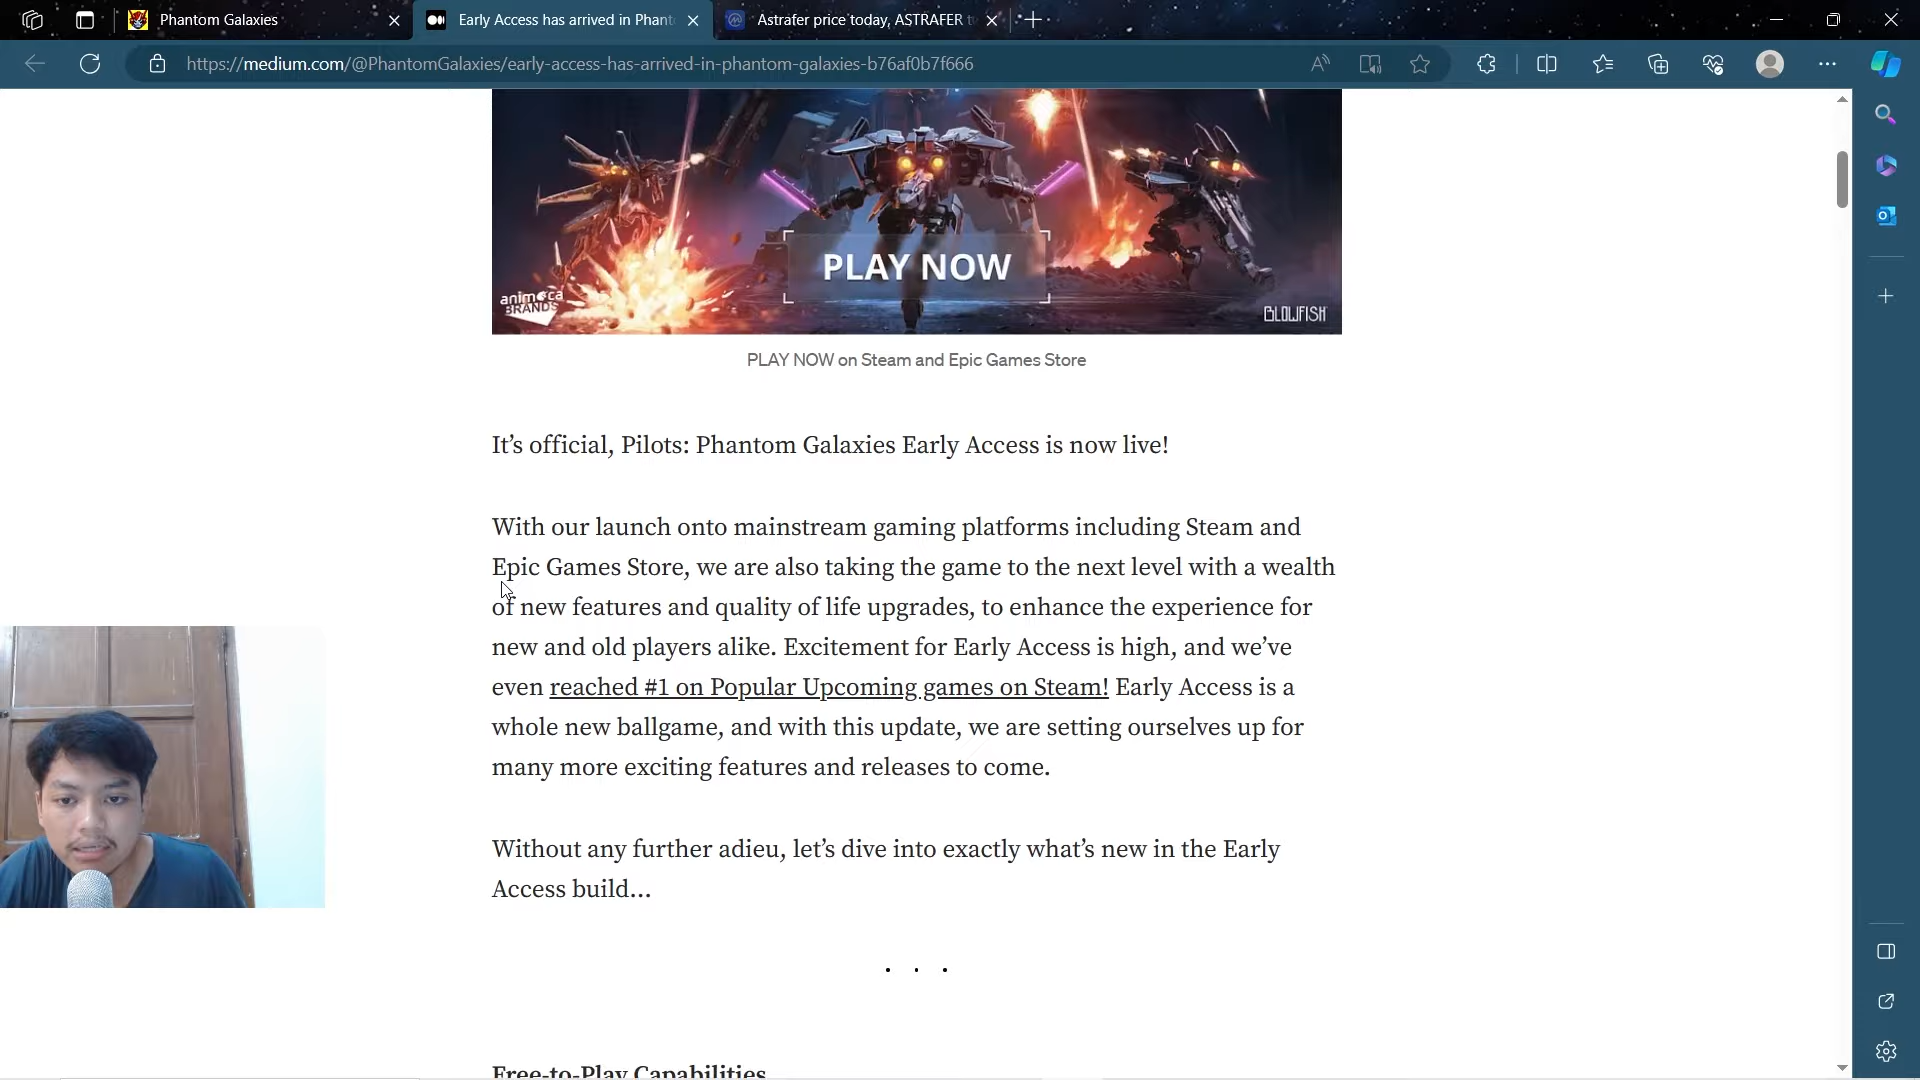 Phantom Galaxies
Early Access has arrived in Phant
Astrafer price today, ASTRAFER t
https://medium.com/@PhantomGalaxies/early-access-has-arrived-in-phantom-galaxies-b76af0b7f666
PLAY NOW
animoca
BRANDS
BLOWFISH
PLAY NOW on Steam and Epic Games Store
It’s official, Pilots: Phantom Galaxies Early Access is now live!
With our launch onto mainstream gaming platforms including Steam and
Epic Games Store, we are also taking the game to the next level with a wealth
of new features and quality of life upgrades, to enhance the experience for
new and old players alike. Excitement for Early Access is high, and we’ve
even reached #1 on Popular Upcoming games on Steam! Early Access is a
whole new ballgame, and with this update, we are setting ourselves up for
many more exciting features and releases to come.
Without any further adieu, let’s dive into exactly what’s new in the Early
Access build...
. . .
Free-to-Play Capabilities